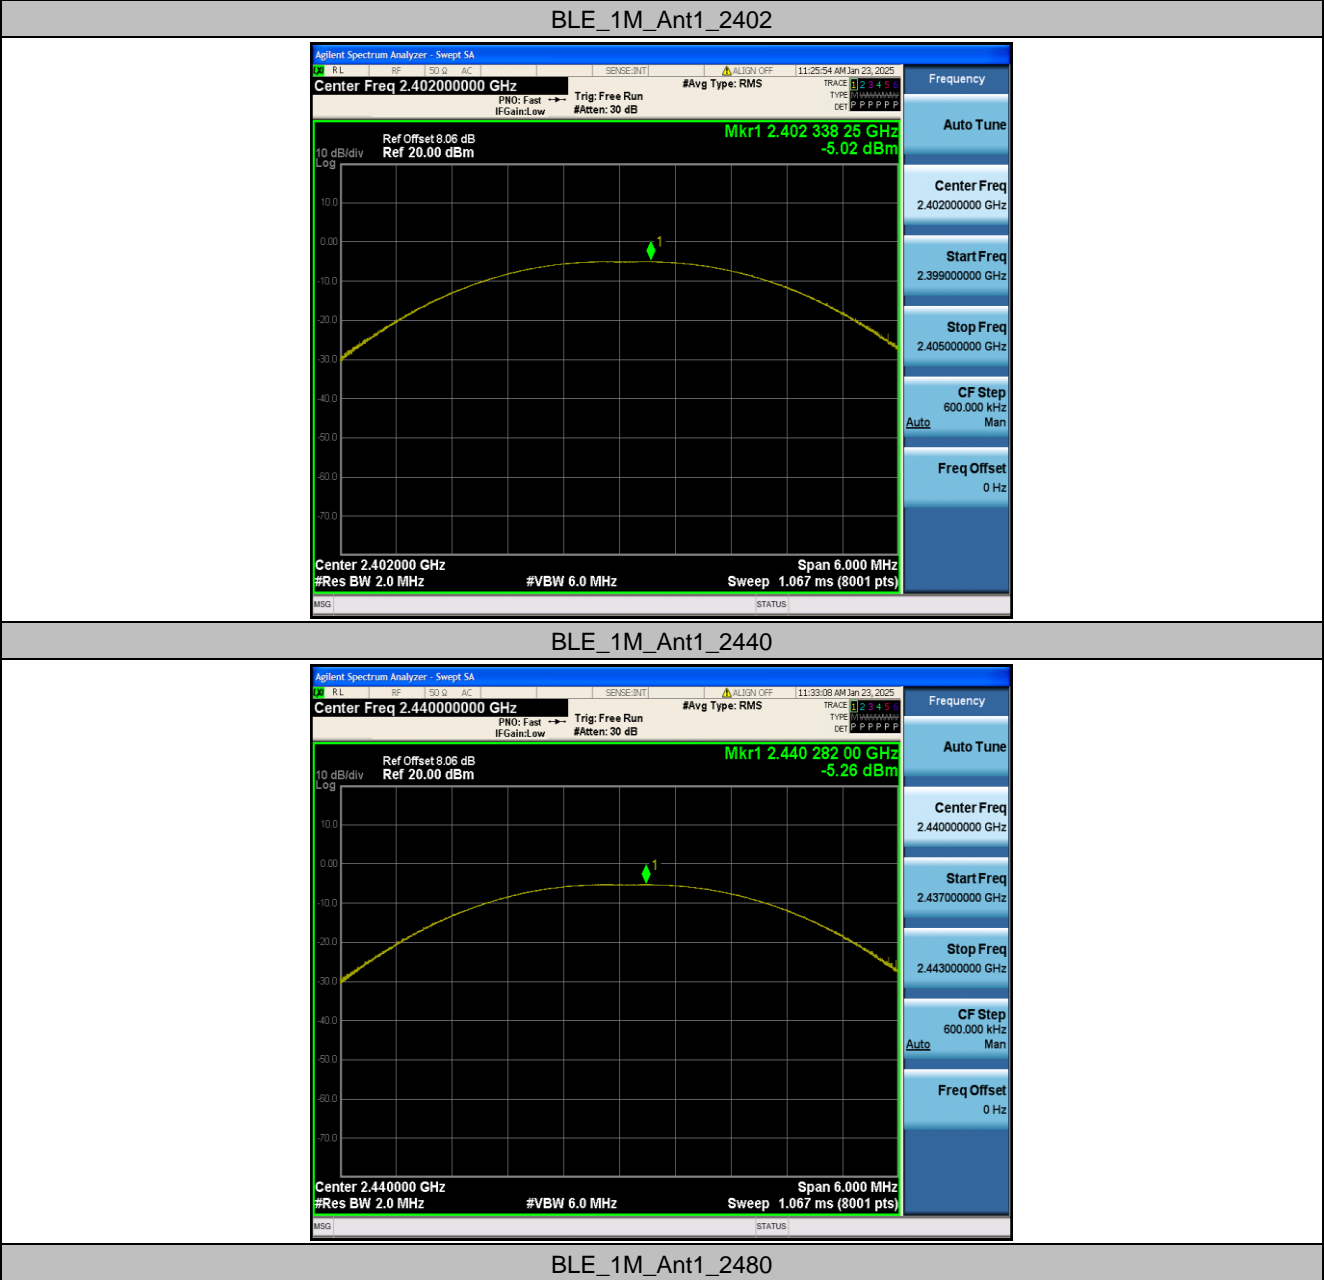 BLE_1M_Ant1_2402
Agilent Spectrum Analyzer - Swept SA
RL RF 50 Ω AC SENSE:INT ALIGN OFF 11:25:54 AM Jan 23, 2025
Center Freq 2.402000000 GHz #Avg Type: RMS TRACE 1 2 3 4 5 6
PNO: Fast Trig: Free Run TYPE
IFGain:Low #Atten: 30 dB DET P P P P P P
Frequency
Auto Tune
Mkr1 2.402 338 25 GHz
-5.02 dBm
Ref Offset 8.06 dB
10 dB/div Ref 20.00 dBm
Log
10.0
0.00
-10.0
-20.0
-30.0
-40.0
-50.0
-60.0
-70.0
1
Center Freq
2.402000000 GHz
Start Freq
2.399000000 GHz
Stop Freq
2.405000000 GHz
CF Step
600.000 kHz
Auto Man
Freq Offset
0 Hz
Center 2.402000 GHz Span 6.000 MHz
#Res BW 2.0 MHz #VBW 6.0 MHz Sweep 1.067 ms (8001 pts)
MSG STATUS
BLE_1M_Ant1_2440
Agilent Spectrum Analyzer - Swept SA
RL RF 50 Ω AC SENSE:INT ALIGN OFF 11:33:08 AM Jan 23, 2025
Center Freq 2.440000000 GHz #Avg Type: RMS TRACE 1 2 3 4 5 6
PNO: Fast Trig: Free Run TYPE
IFGain:Low #Atten: 30 dB DET P P P P P P
Frequency
Auto Tune
Mkr1 2.440 282 00 GHz
-5.26 dBm
Ref Offset 8.06 dB
10 dB/div Ref 20.00 dBm
Log
10.0
0.00
-10.0
-20.0
-30.0
-40.0
-50.0
-60.0
-70.0
1
Center Freq
2.440000000 GHz
Start Freq
2.437000000 GHz
Stop Freq
2.443000000 GHz
CF Step
600.000 kHz
Auto Man
Freq Offset
0 Hz
Center 2.440000 GHz Span 6.000 MHz
#Res BW 2.0 MHz #VBW 6.0 MHz Sweep 1.067 ms (8001 pts)
MSG STATUS
BLE_1M_Ant1_2480